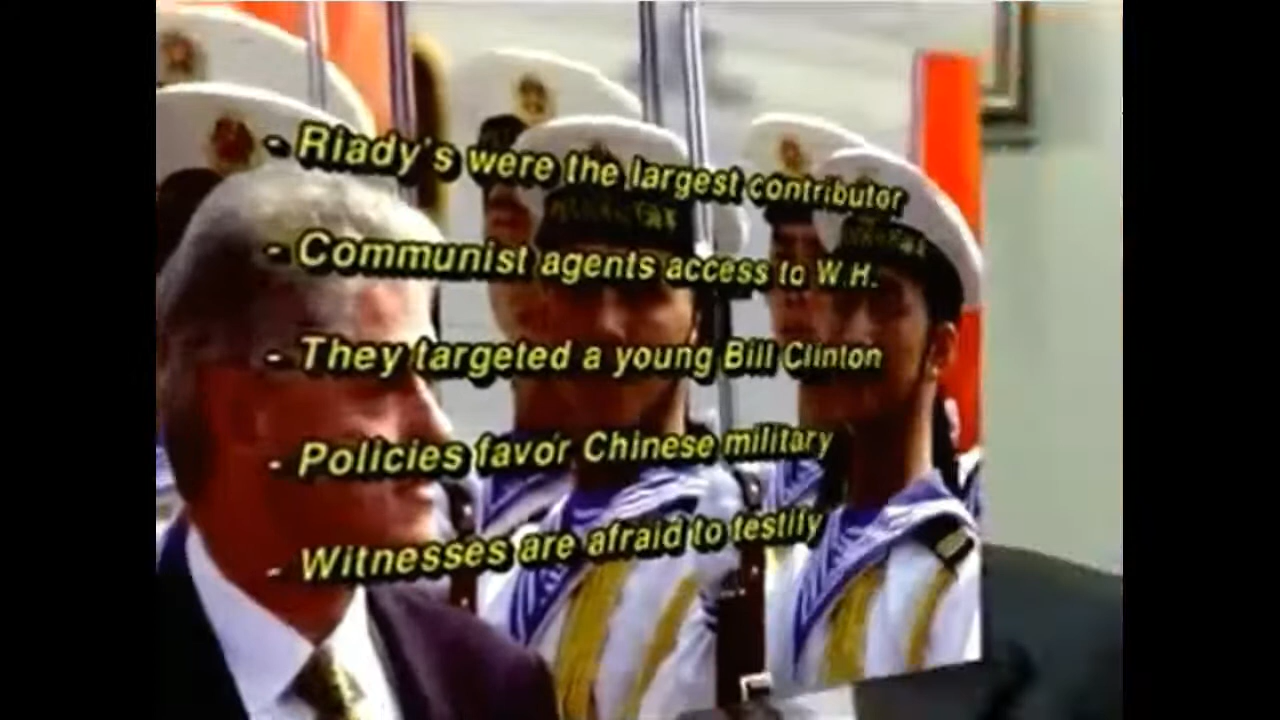 - Riady's were the largest contributor
- Communist agents access to W.H.
- They targeted a young Bill Clinton
- Policies favor Chinese military
- Witnesses are afraid to testify